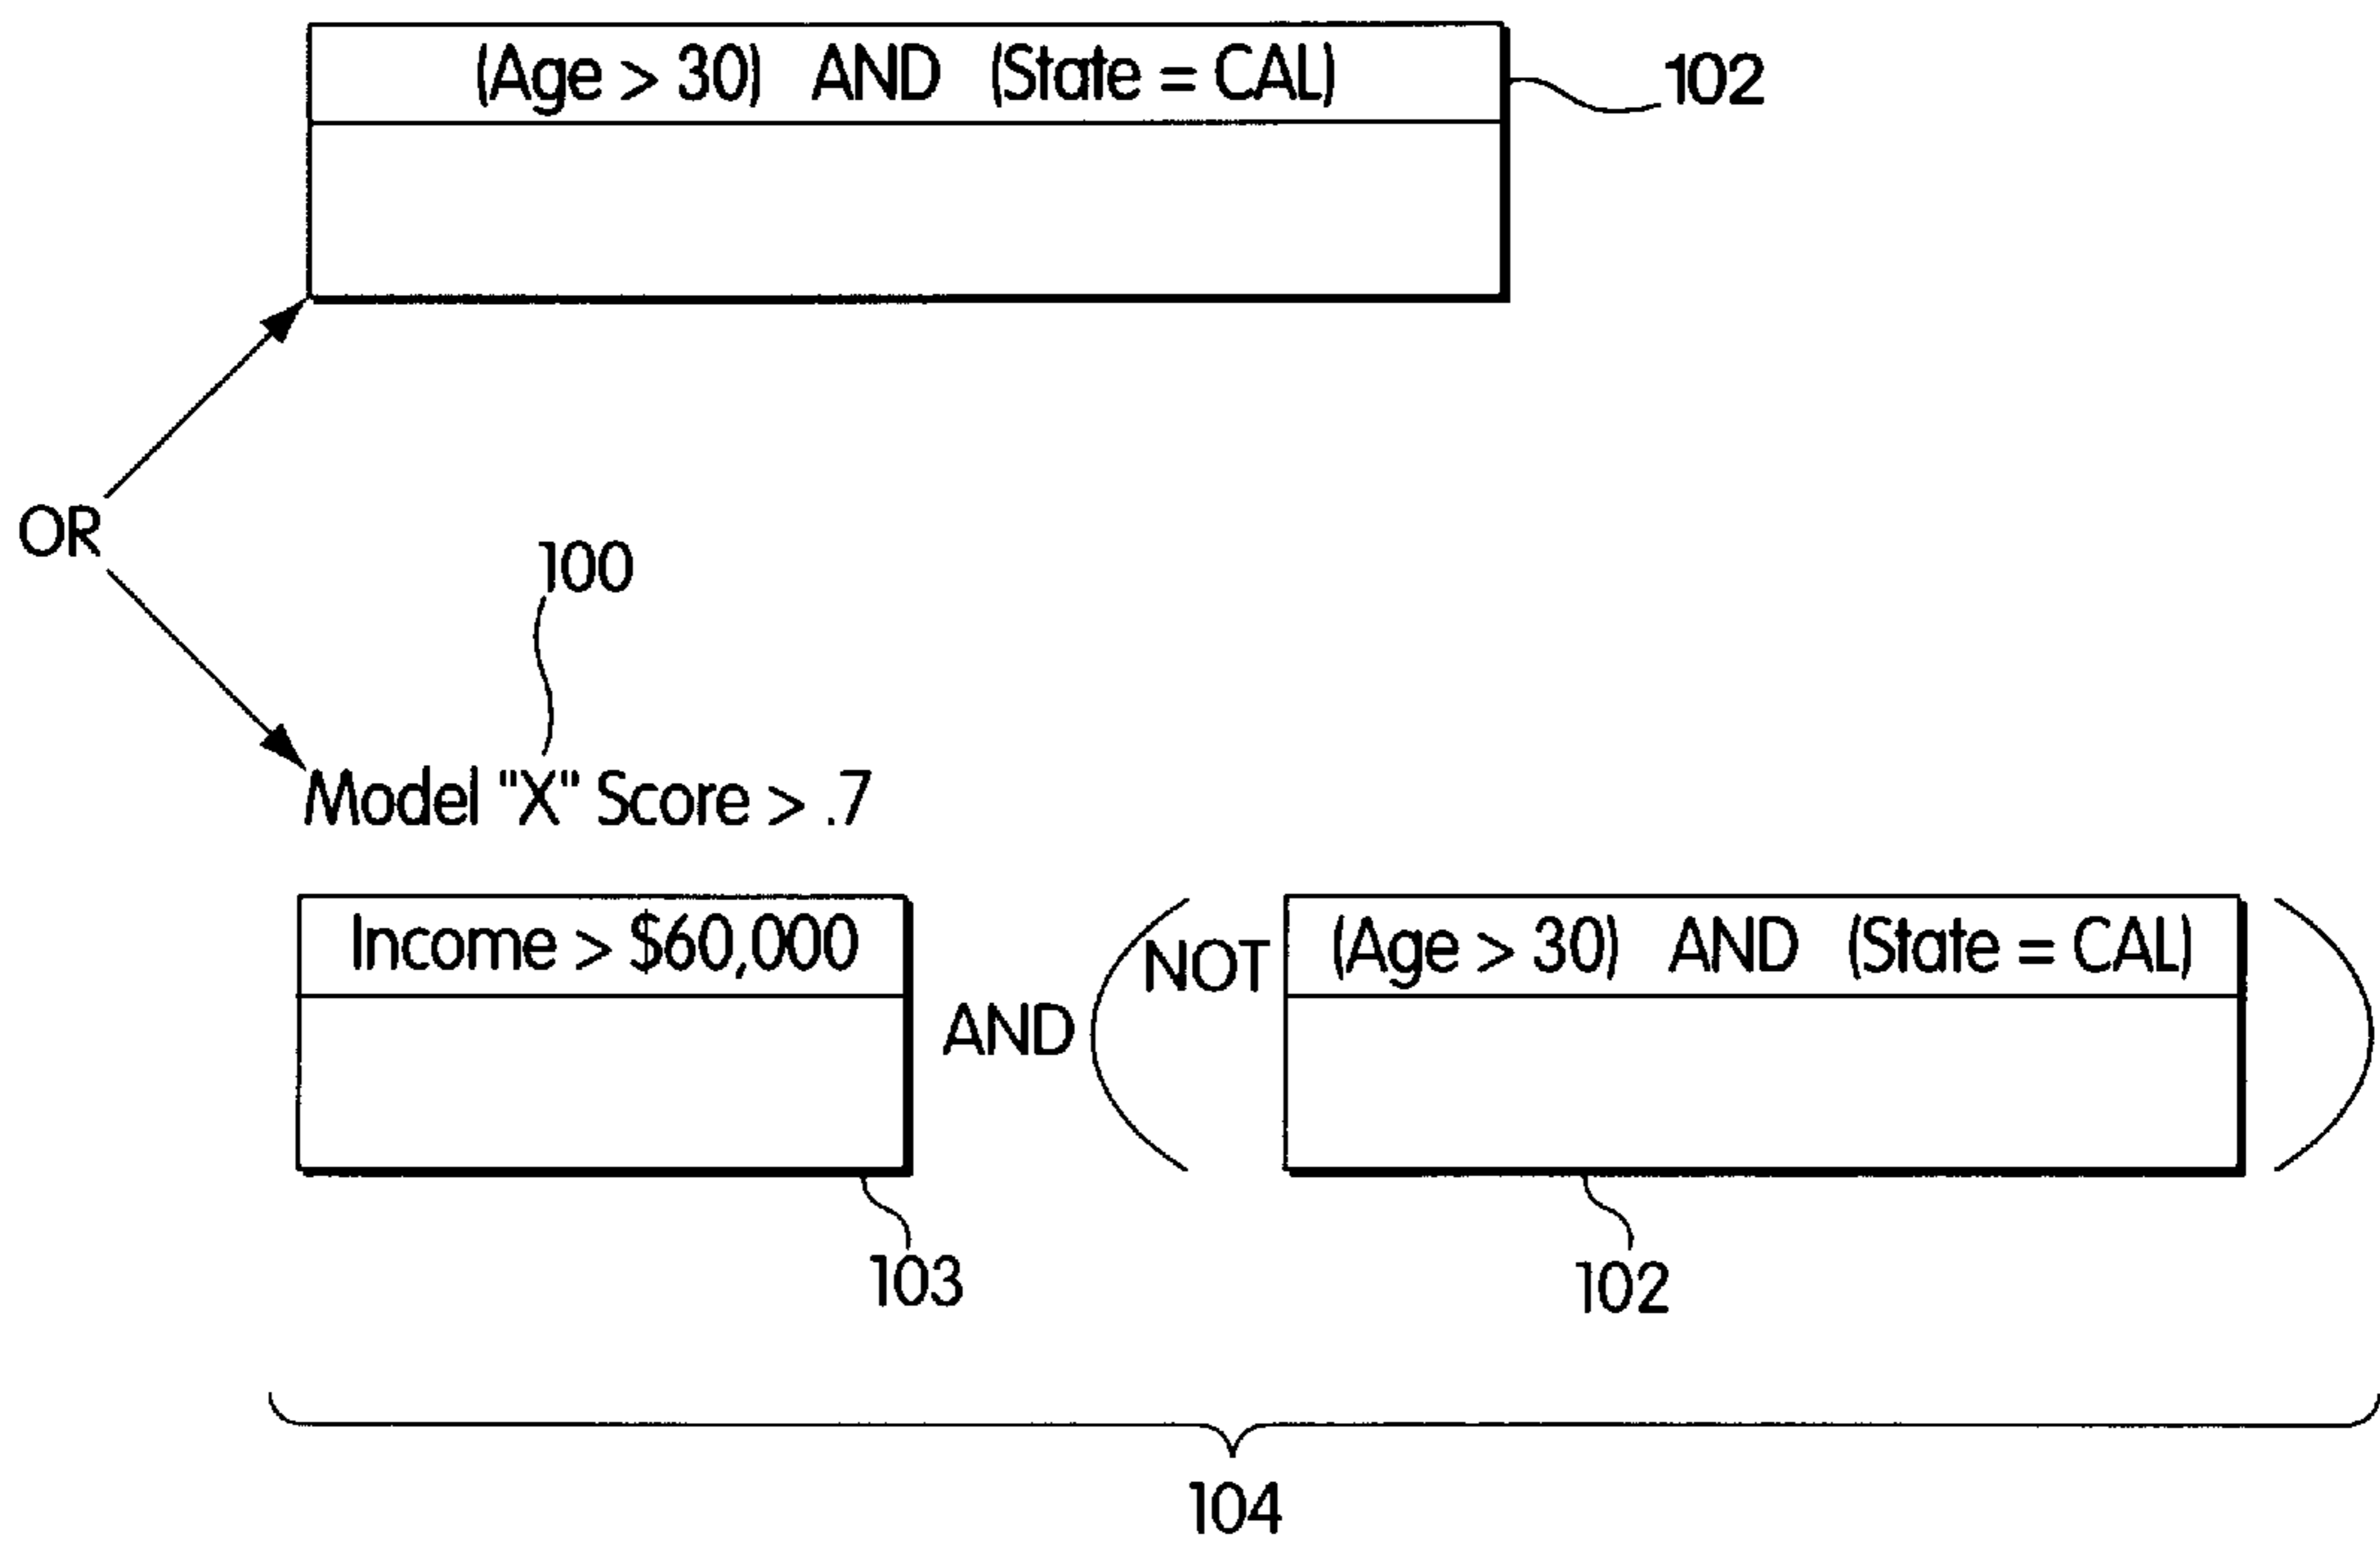 (Age > 30) AND (State = CAL)
102
OR
100
Model "X" Score > .7
Income > $60,000
AND
NOT
(Age > 30) AND (State = CAL)
103
102
104